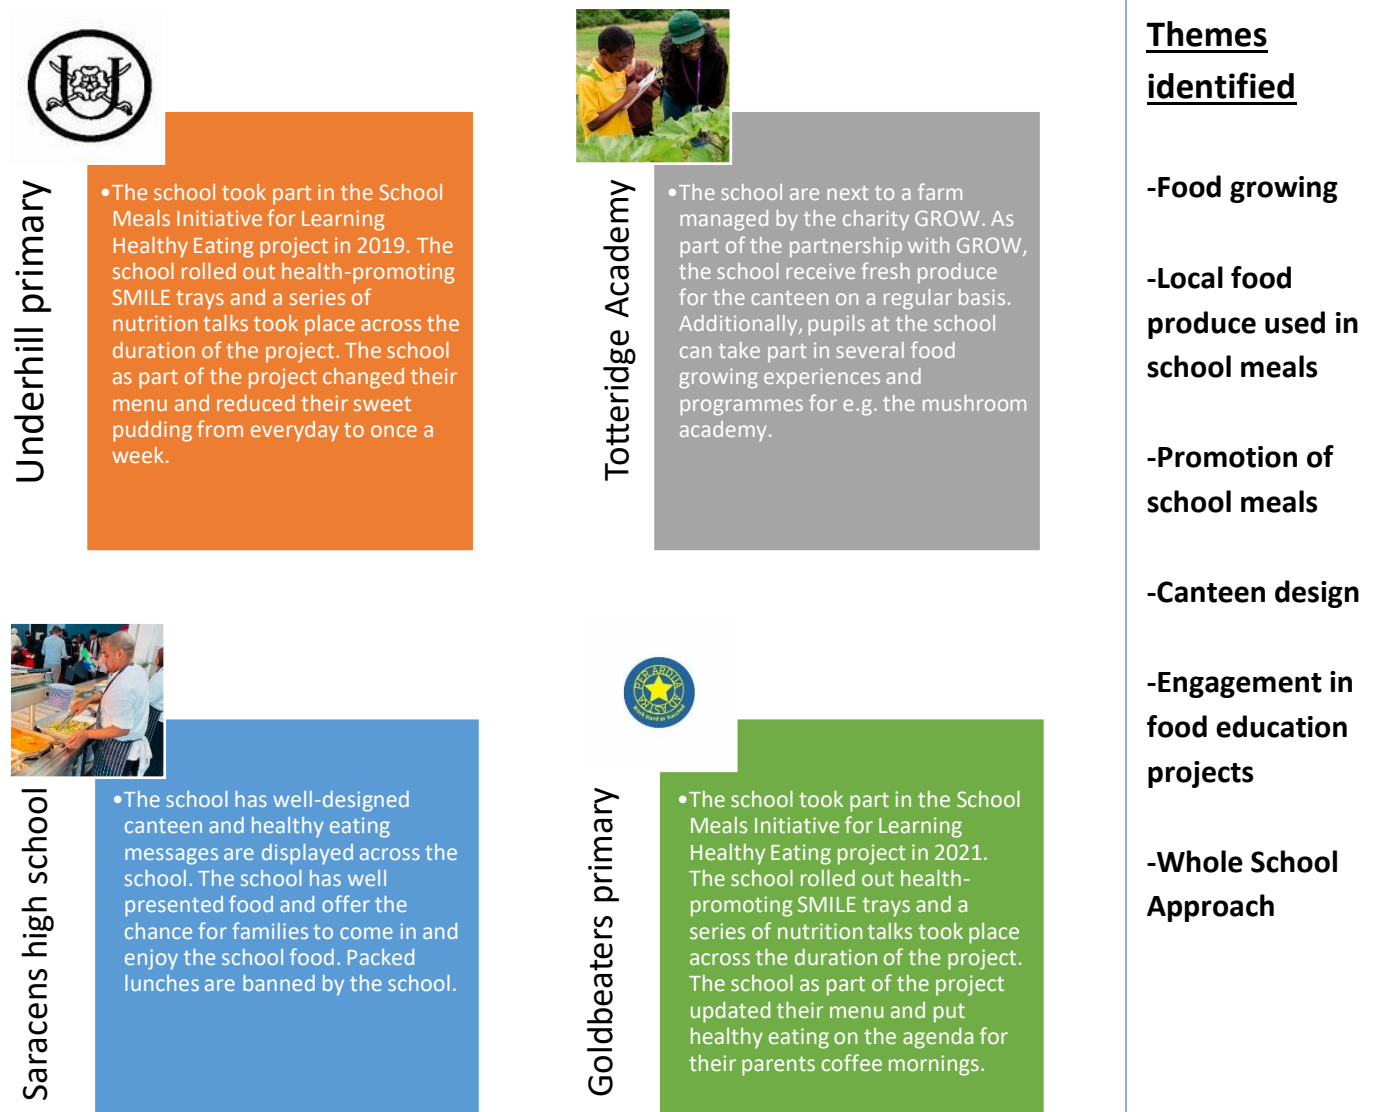 Underhill primary
•The school took part in the School
Meals Initiative for Learning
Healthy Eating project in 2019. The
school rolled out health-promoting
SMILE trays and a series of
nutrition talks took place across the
duration of the project. The school
as part of the project changed their
menu and reduced their sweet
pudding from everyday to once a
week.
Totteridge Academy
•The school are next to a farm
managed by the charity GROW. As
part of the partnership with GROW,
the school receive fresh produce
for the canteen on a regular basis.
Additionally, pupils at the school
can take part in several food
growing experiences and
programmes for e.g. the mushroom
academy.
Saracens high school
•The school has well-designed
canteen and healthy eating
messages are displayed across the
school. The school has well
presented food and offer the
chance for families to come in and
enjoy the school food. Packed
lunches are banned by the school.
PER ARDUA AD ASTRA
Work Hard to Succeed
Goldbeaters primary
•The school took part in the School
Meals Initiative for Learning
Healthy Eating project in 2021.
The school rolled out health-
promoting SMILE trays and a
series of nutrition talks took place
across the duration of the project.
The school as part of the project
updated their menu and put
healthy eating on the agenda for
their parents coffee mornings.
Themes
identified
-Food growing
-Local food
produce used in
school meals
-Promotion of
school meals
-Canteen design
-Engagement in
food education
projects
-Whole School
Approach